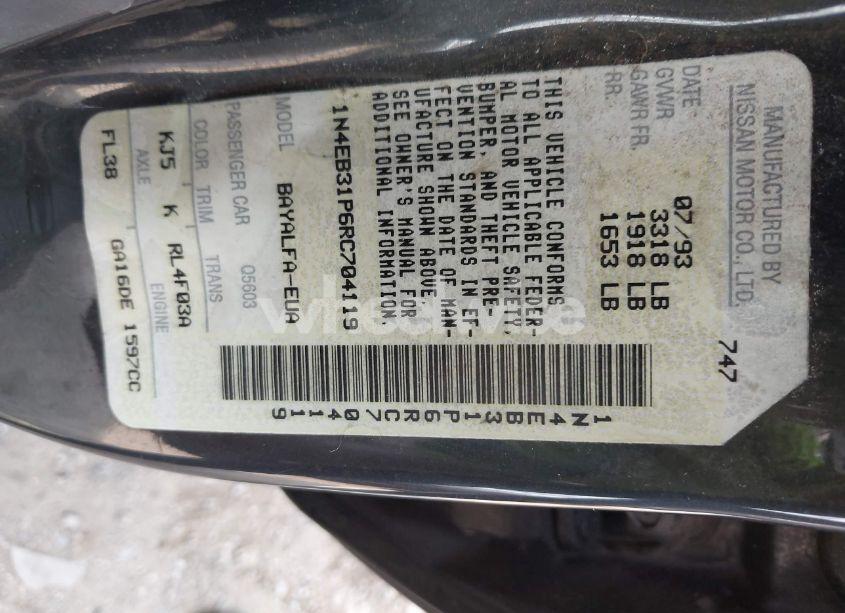 MANUFACTURED BY
NISSAN MOTOR CO., LTD.
747
DATE 07/93
GVWR 3318 LB
GAWR FR. 1918 LB
RR. 1653 LB
THIS VEHICLE CONFORMS
TO ALL APPLICABLE FEDER-
AL MOTOR VEHICLE SAFETY,
BUMPER AND THEFT PRE-
VENTION STANDARDS IN EF-
FECT ON THE DATE OF MAN-
UFACTURE SHOWN ABOVE.
SEE OWNER'S MANUAL FOR
ADDITIONAL INFORMATION.
1N4EB31P6RC704119
MODEL BAYALFA-EUA
PASSENGER CAR Q5603
COLOR TRIM TRANS
KJ5 K RL4F03A
AXLE ENGINE
FL38 GA16DE 1597CC
1N4EB31P6RC704119